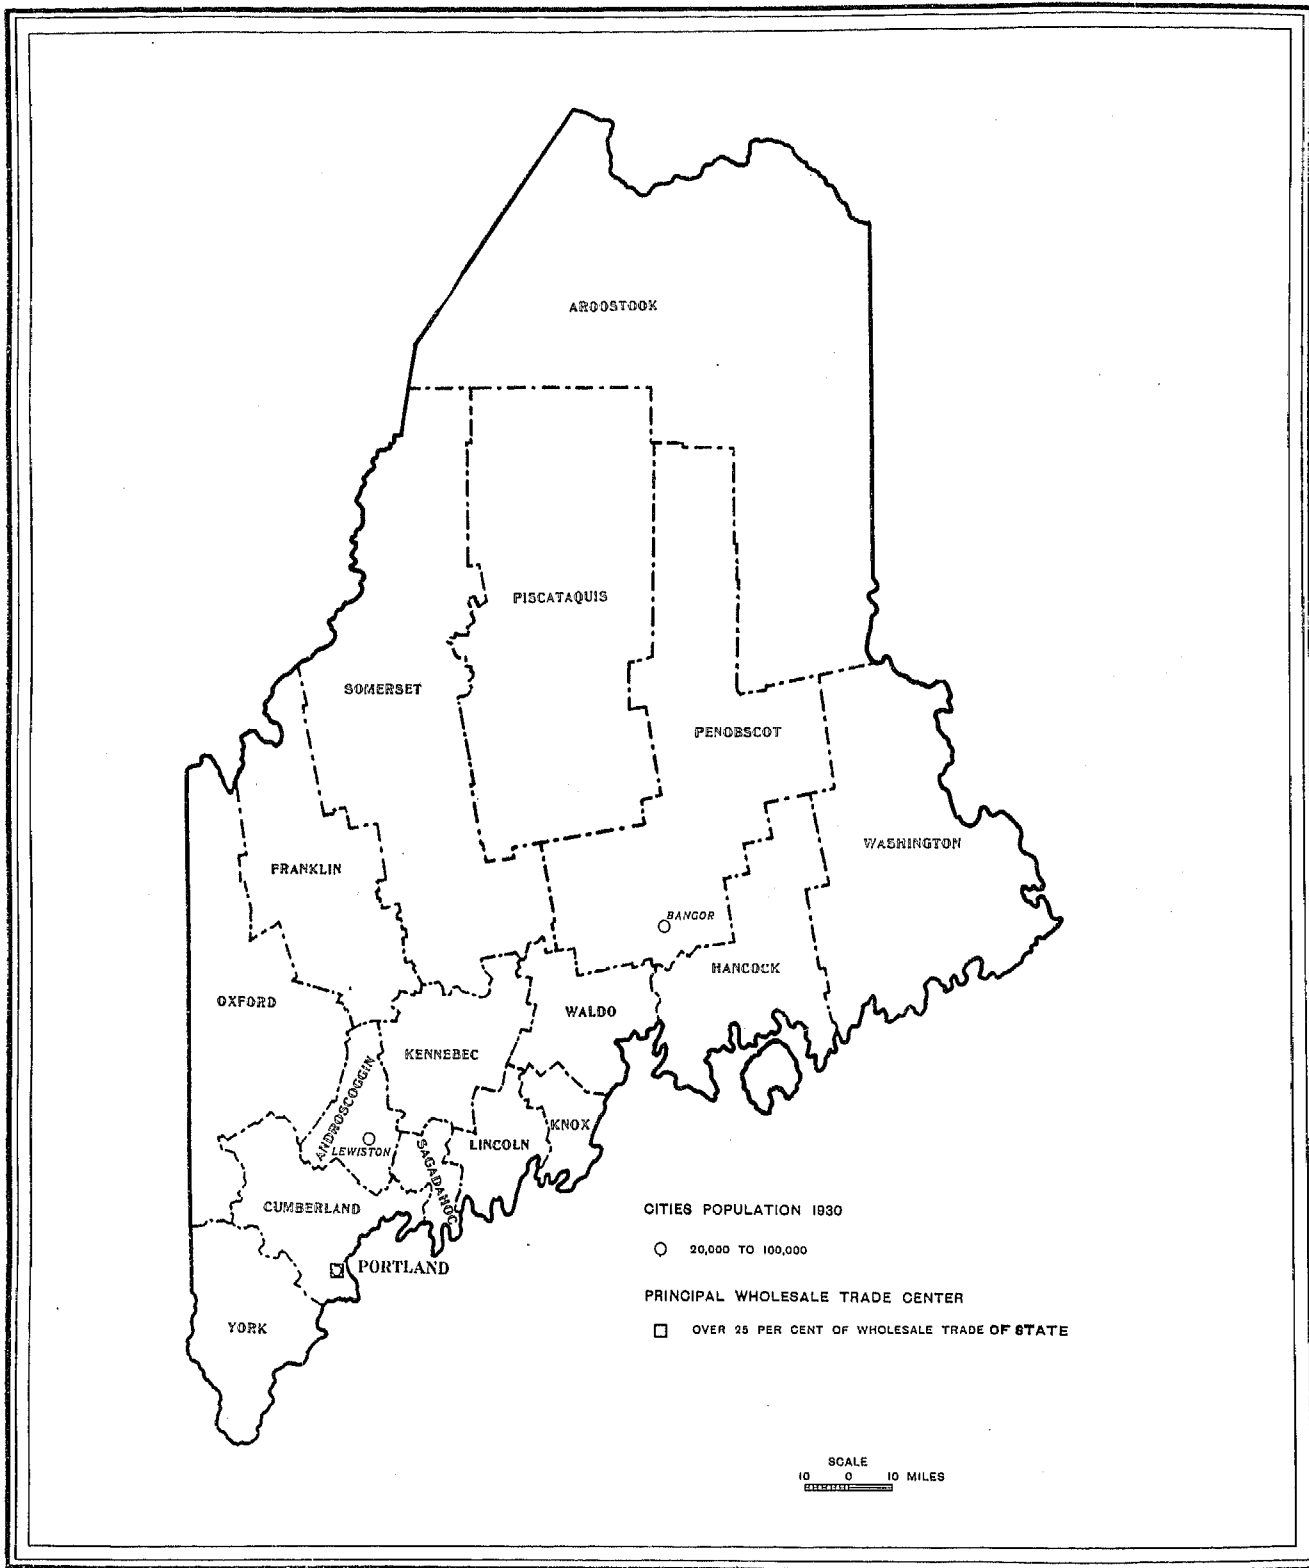 AROOSTOOK
PISCATAQUIS
SOMERSET
PENOBSCOT
WASHINGTON
FRANKLIN
BANGOR
HANCOCK
OXFORD
WALDO
KENNEBEC
ANDROSCOGGIN
KNOX
LINCOLN
LEWISTON
SAGADAHOC
CUMBERLAND
CITIES POPULATION 1930
20,000 TO 100,000
PORTLAND
PRINCIPAL WHOLESALE TRADE CENTER
YORK
OVER 25 PER CENT OF WHOLESALE TRADE OF STATE
SCALE
10 0 10 MILES